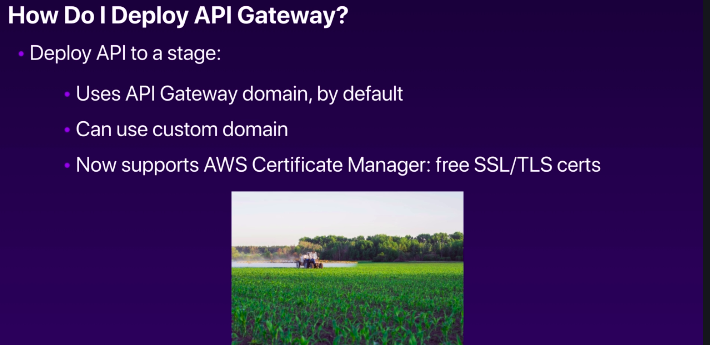 How Do I Deploy API Gateway?
• Deploy API to a stage:
• Uses API Gateway domain, by default
• Can use custom domain
• Now supports AWS Certificate Manager: free SSL/TLS certs